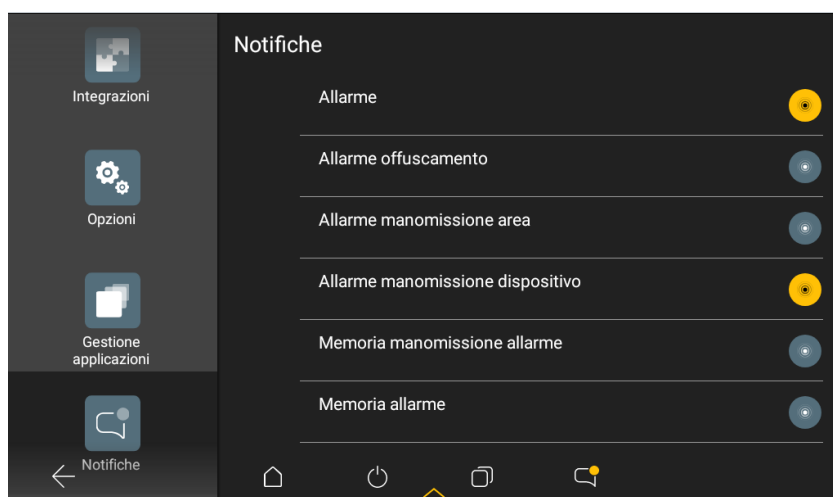 Integrazioni
Opzioni
Gestione
applicazioni
Notifiche
Notifiche
Allarme
Allarme offuscamento
Allarme manomissione area
Allarme manomissione dispositivo
Memoria manomissione allarme
Memoria allarme